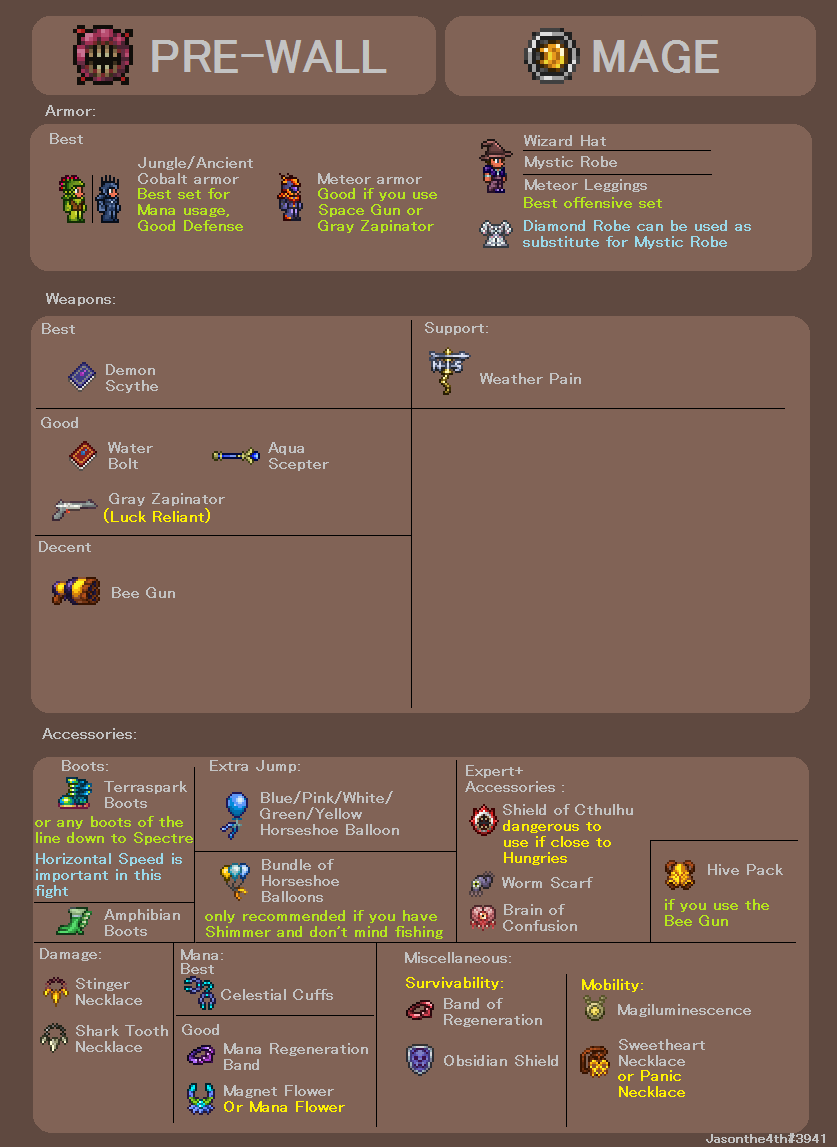 PRE-WALL
MAGE
Armor:
Best
Jungle/Ancient
Cobalt armor
Best set for
Mana usage,
Good Defense
Meteor armor
Good if you use
Space Gun or
Gray Zapinator
Wizard Hat
Mystic Robe
Meteor Leggings
Best offensive set
Diamond Robe can be used as
substitute for Mystic Robe
Weapons:
Best
Demon
Scythe
Support:
Weather Pain
Good
Water
Bolt
Aqua
Scepter
Gray Zapinator
(Luck Reliant)
Decent
Bee Gun
Accessories:
Boots:
Terraspark
Boots
or any boots of the
line down to Spectre
Horizontal Speed is
important in this
fight
Amphibian
Boots
Extra Jump:
Blue/Pink/White/
Green/Yellow
Horseshoe Balloon
Bundle of
Horseshoe
Balloons
only recommended if you have
Shimmer and don't mind fishing
Expert+
Accessories :
Shield of Cthulhu
dangerous to
use if close to
Hungries
Worm Scarf
Brain of
Confusion
Hive Pack
if you use the
Bee Gun
Damage:
Stinger
Necklace
Shark Tooth
Necklace
Mana:
Best
Celestial Cuffs
Good
Mana Regeneration
Band
Magnet Flower
Or Mana Flower
Miscellaneous:
Survivability:
Band of
Regeneration
Obsidian Shield
Mobility:
Magiluminescence
Sweetheart
Necklace
or Panic
Necklace
Jasonthe4th#3941